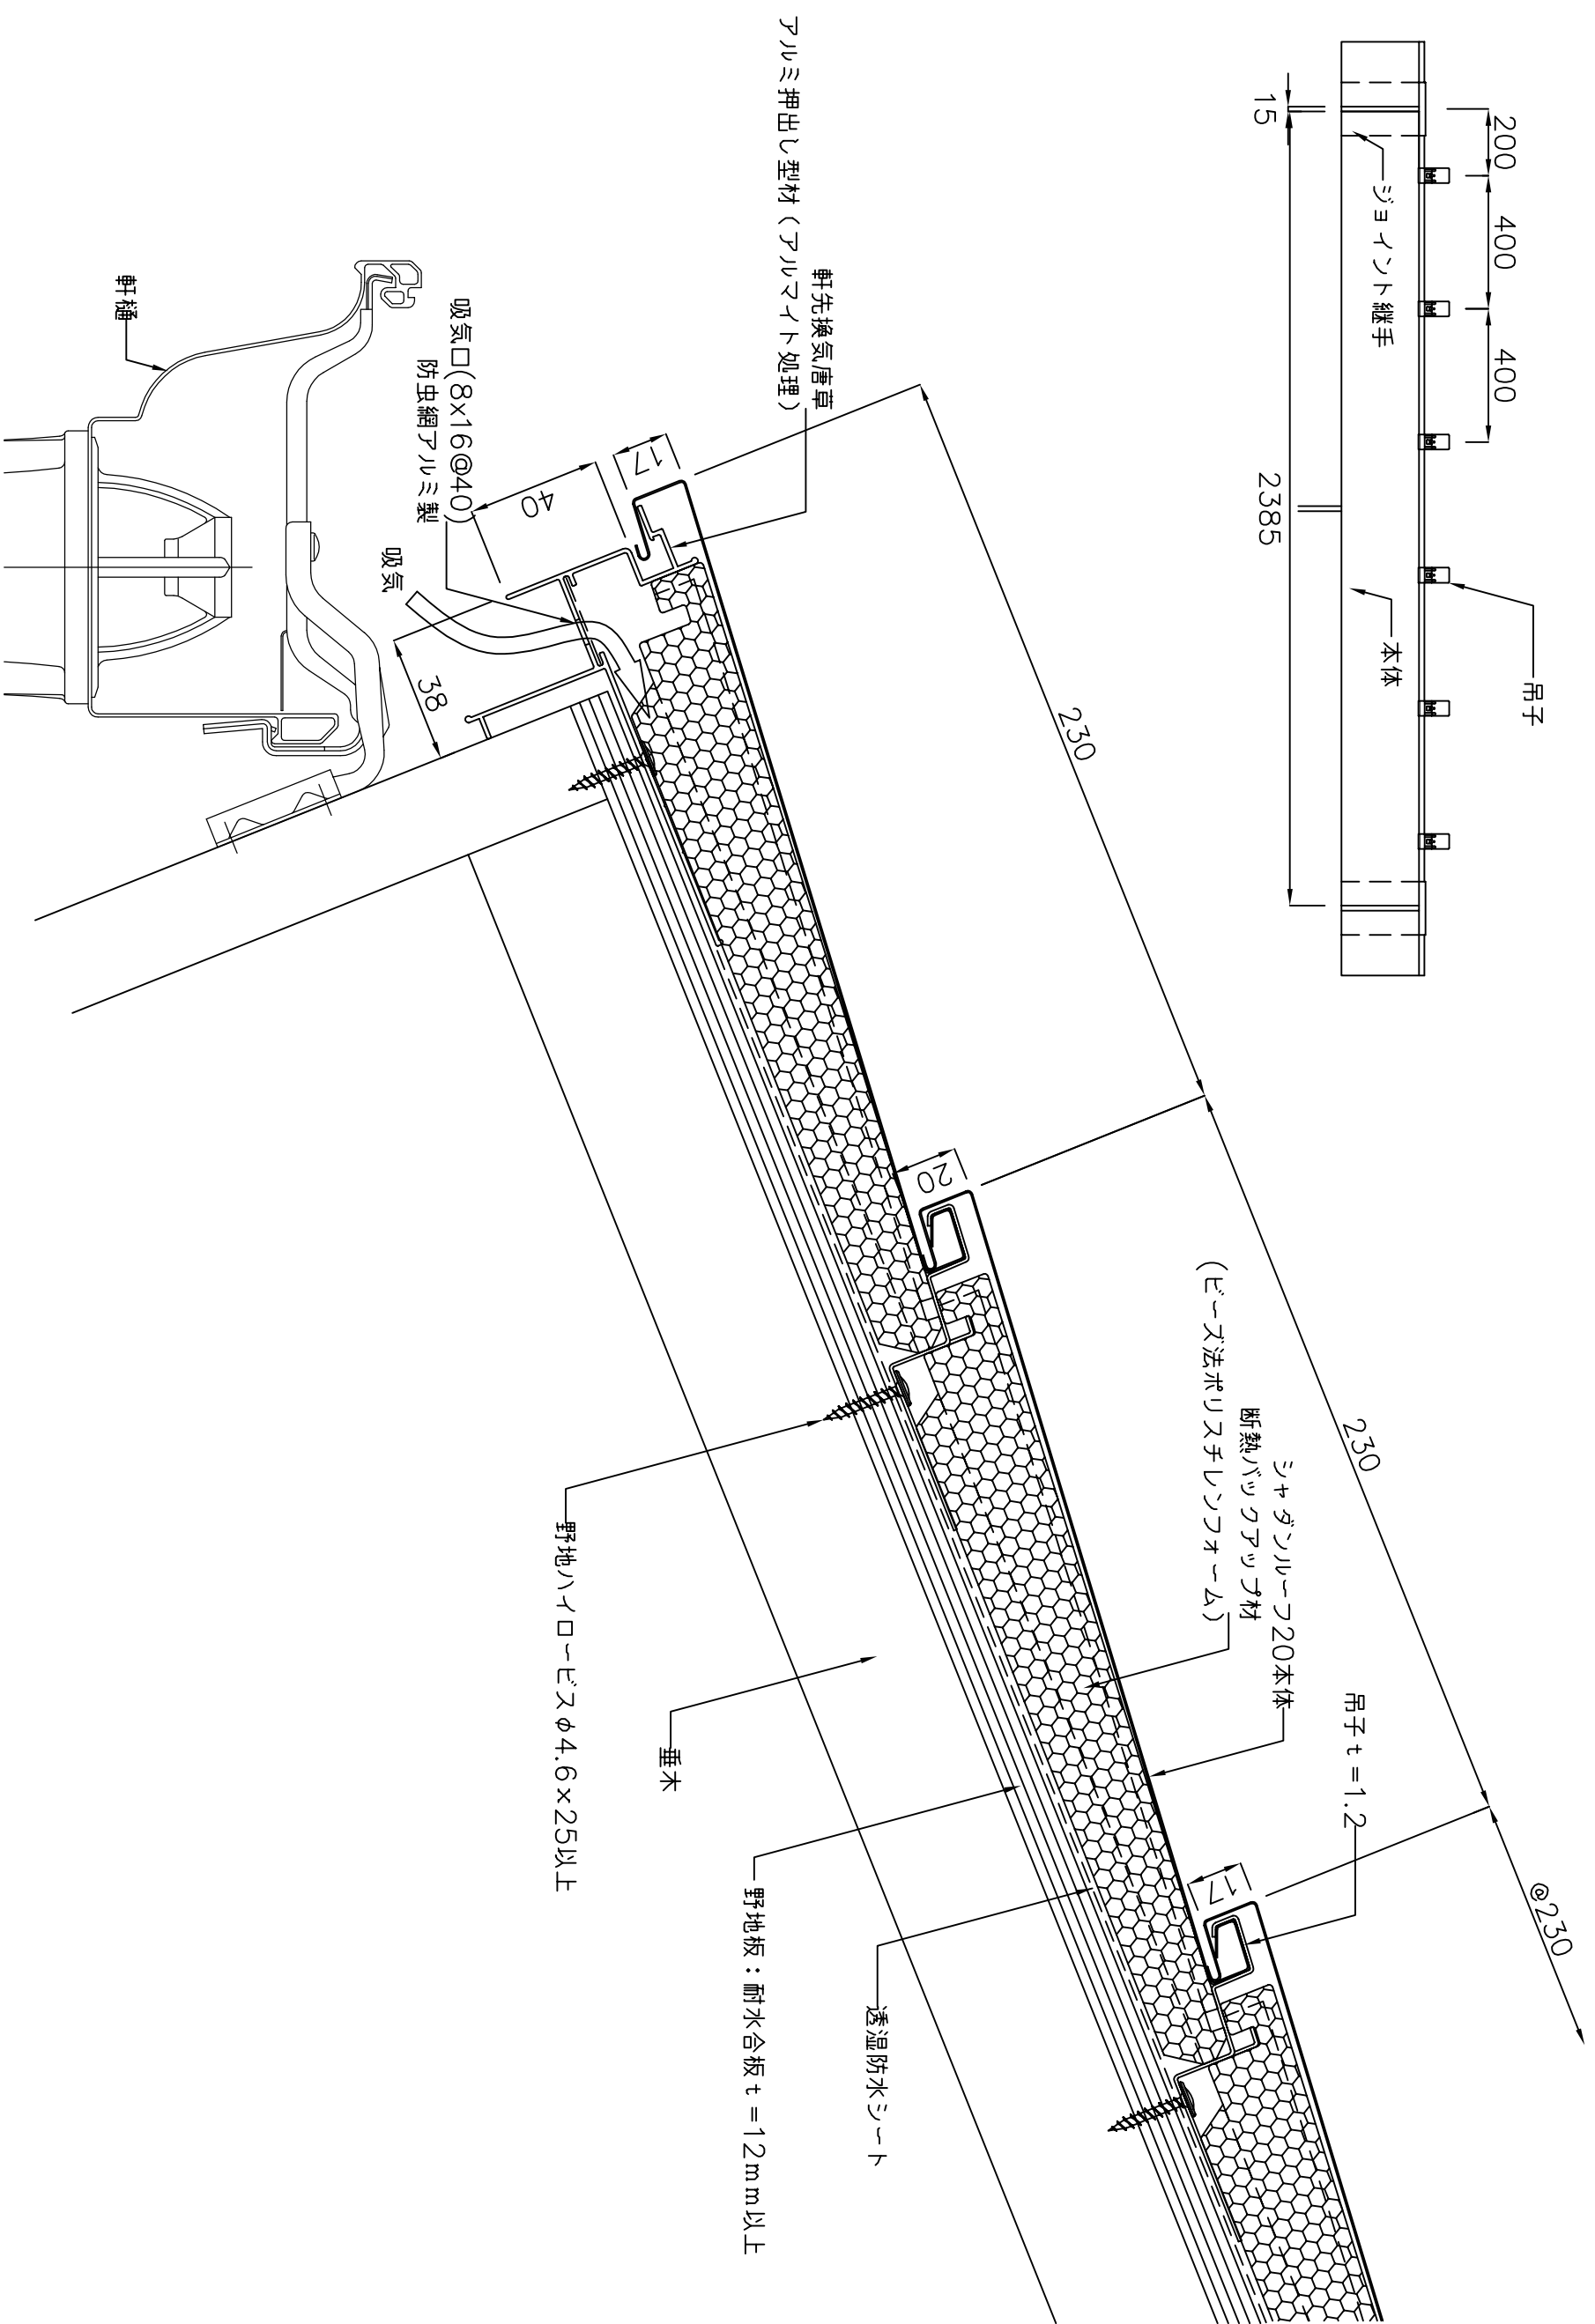 200
400
400
15
2385
ジョイント継手
本体
吊子
アルミ押出し型材（アルマイト処理）
軒先換気唐草
吸気口(8x16@40)
防虫網アルミ製
吸気
軒樋
17
40
38
230
20
230
17
@230
シャダンルーフ20本体
断熱バックアップ材
（ビーズ法ポリスチレンフォーム）
吊子ｔ＝1.2
野地ハイロービスφ4.6×25以上
垂木
野地板：耐水合板ｔ＝12mm以上
透湿防水シート